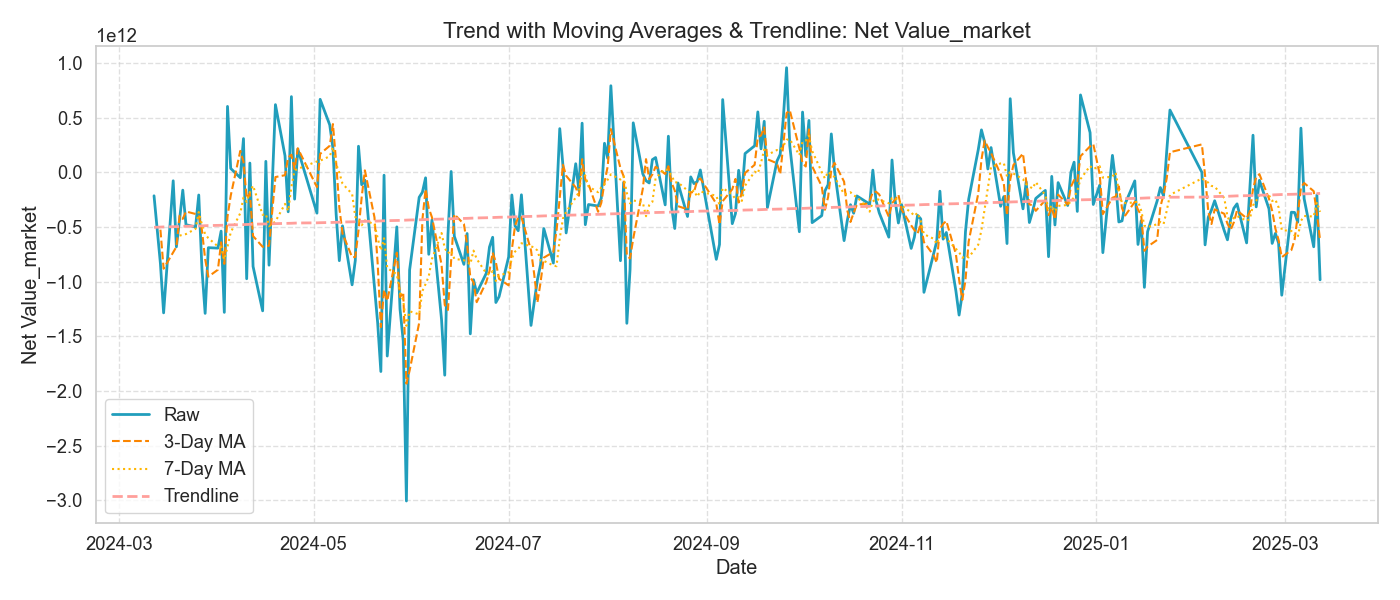 Trend with Moving Averages & Trendline: Net Value_market
1e12
1.0
0.5
0.0
−0.5
−1.0
−1.5
−2.0
−2.5
−3.0
Net Value_market
Raw
3-Day MA
7-Day MA
Trendline
2024-03
2024-05
2024-07
2024-09
2024-11
2025-01
2025-03
Date